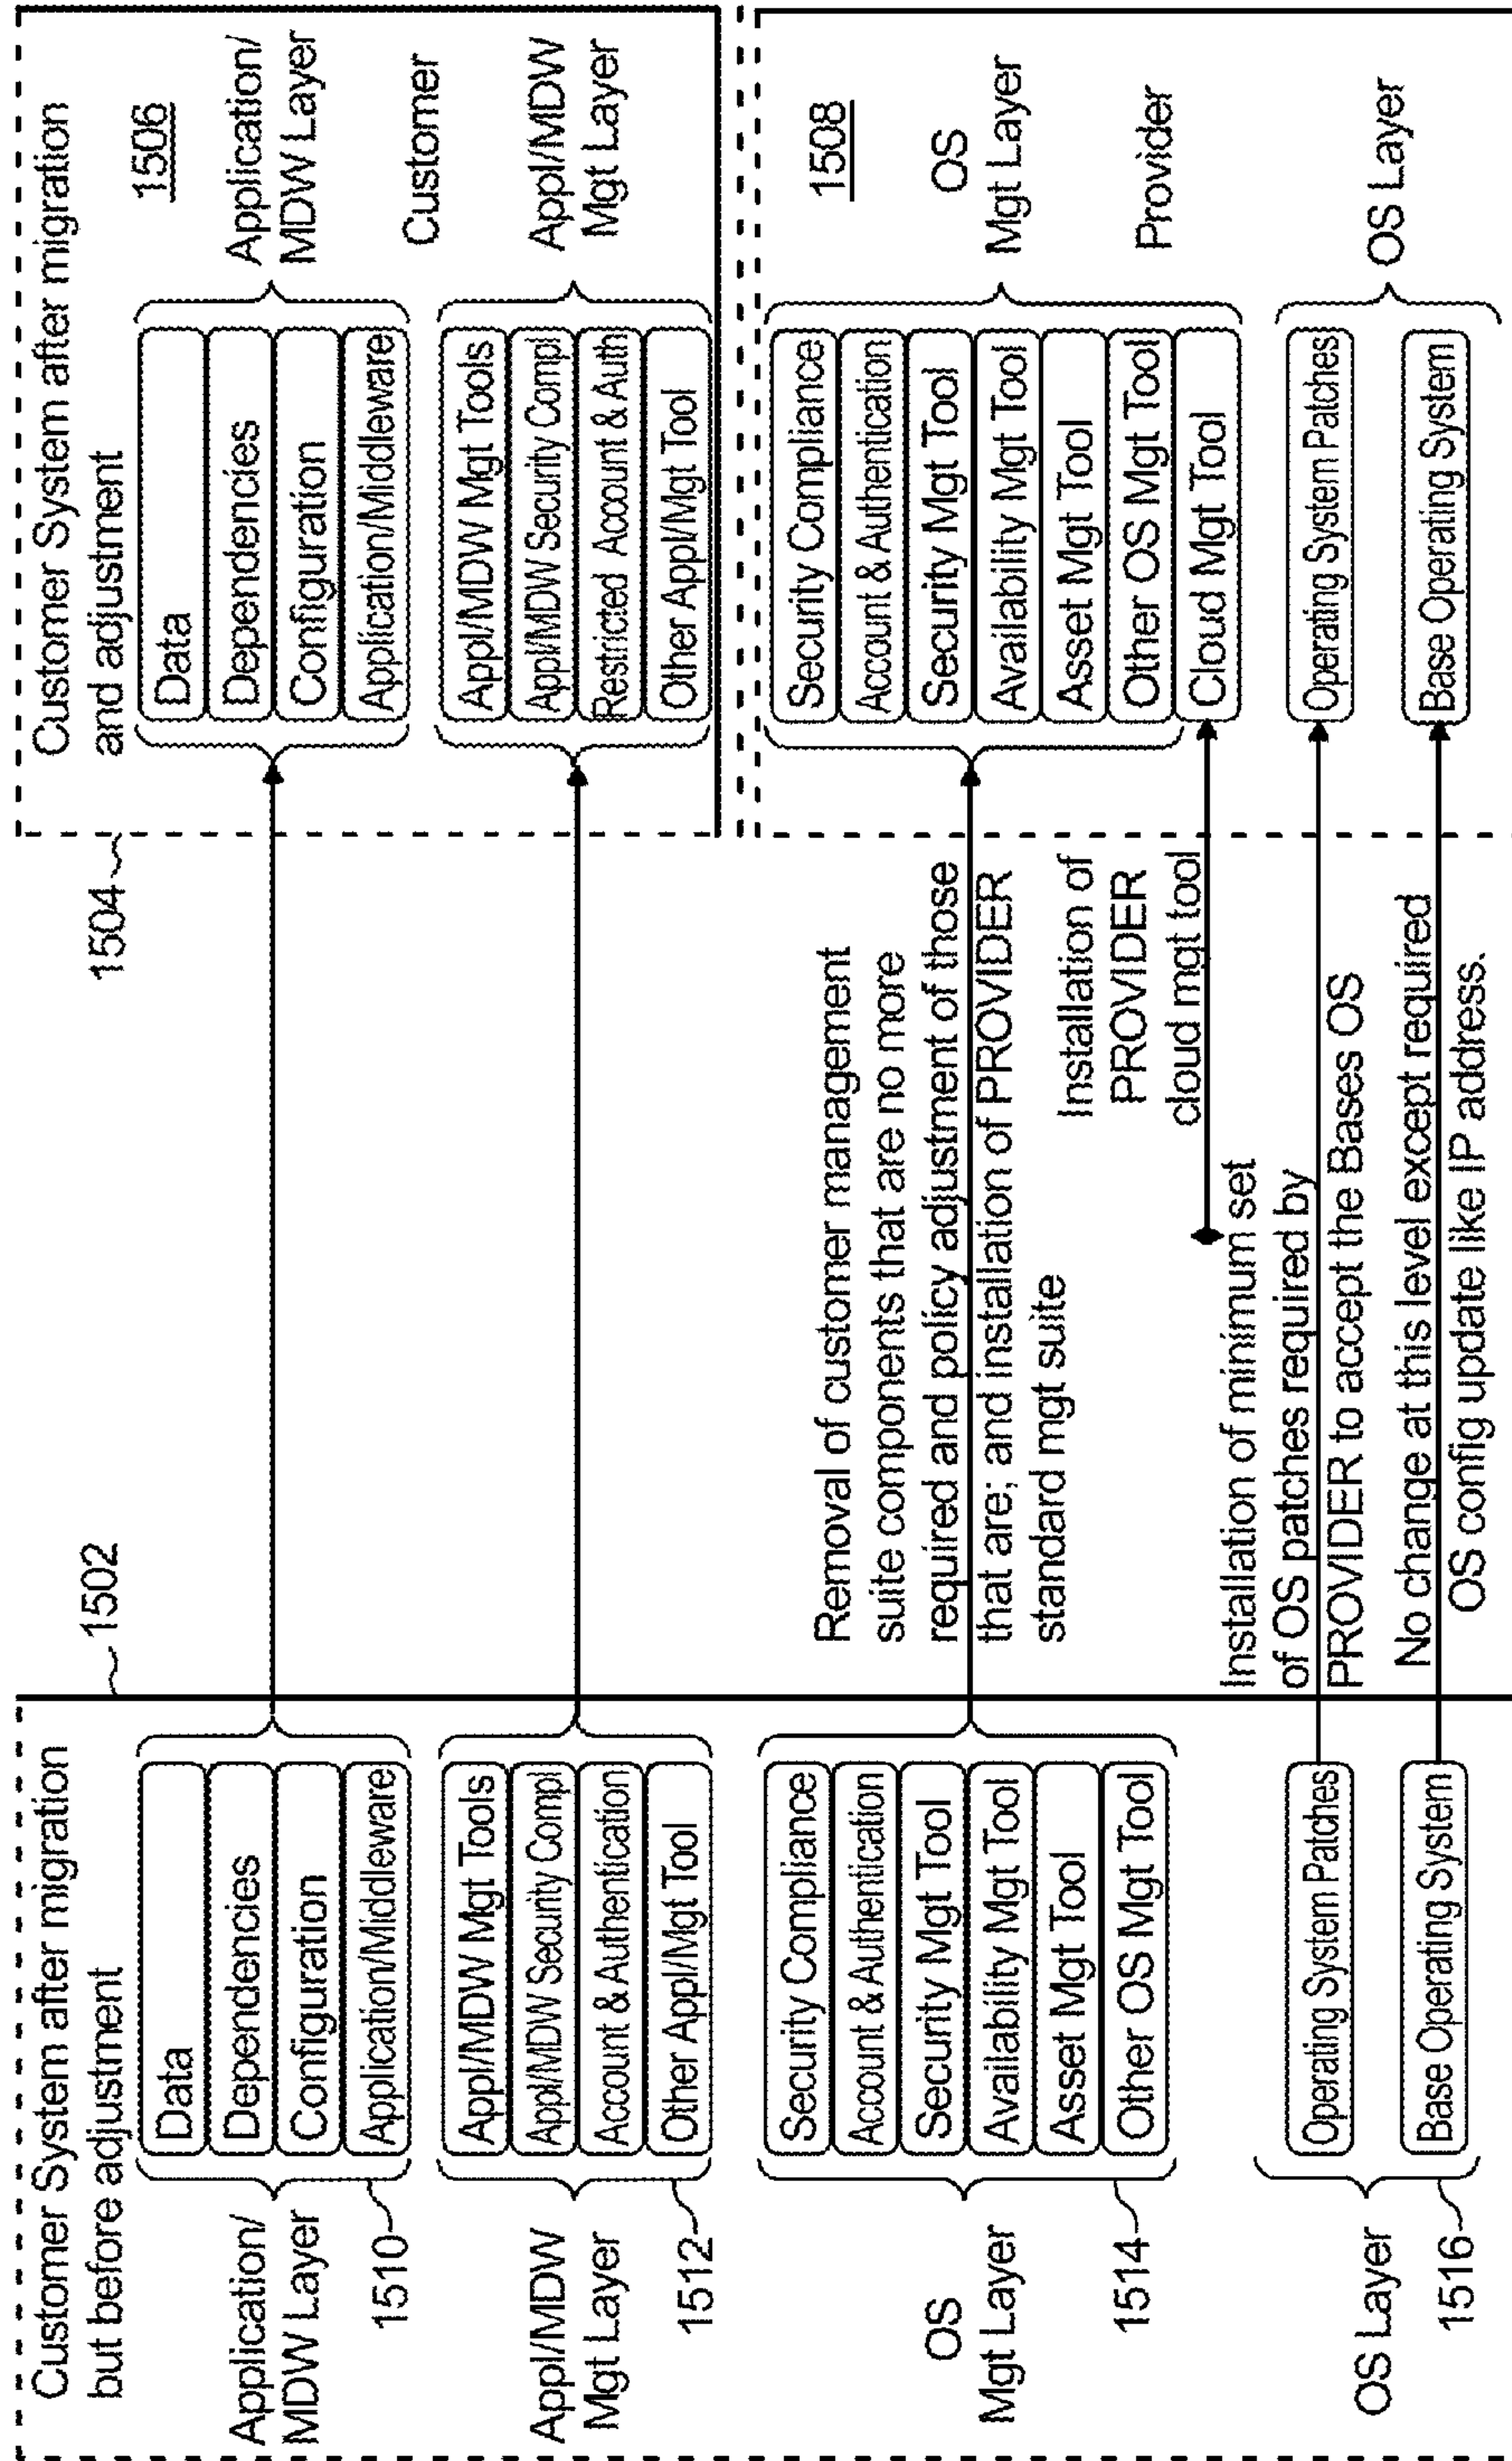 Customer System after migration
but before adjustment
Application/
MDW Layer
1510
Data
Dependencies
Configuration
Application/Middleware
Appl/MDW
Mgt Layer
1512
Appl/MDW Mgt Tools
Appl/MDW Security Compl
Account & Authentication
Other Appl/Mgt Tool
OS
Mgt Layer
1514
Security Compliance
Account & Authentication
Security Mgt Tool
Availability Mgt Tool
Asset Mgt Tool
Other OS Mgt Tool
OS Layer
1516
Operating System Patches
Base Operating System
1502
Removal of customer management
suite components that are no more
required and policy adjustment of those
that are; and installation of PROVIDER
standard mgt suite
Installation of
PROVIDER
cloud mgt tool
Installation of minimum set
of OS patches required by
PROVIDER to accept the Bases OS
No change at this level except required
OS config update like IP address.
1504
Customer System after migration
and adjustment
1506
Data
Dependencies
Configuration
Application/Middleware
Application/
MDW Layer
Customer
Appl/MDW Mgt Tools
Appl/MDW Security Compl
Restricted Account & Auth
Other Appl/Mgt Tool
Appl/MDW
Mgt Layer
1508
Security Compliance
Account & Authentication
Security Mgt Tool
Availability Mgt Tool
Asset Mgt Tool
Other OS Mgt Tool
Cloud Mgt Tool
OS
Mgt Layer
Provider
Operating System Patches
Base Operating System
OS Layer